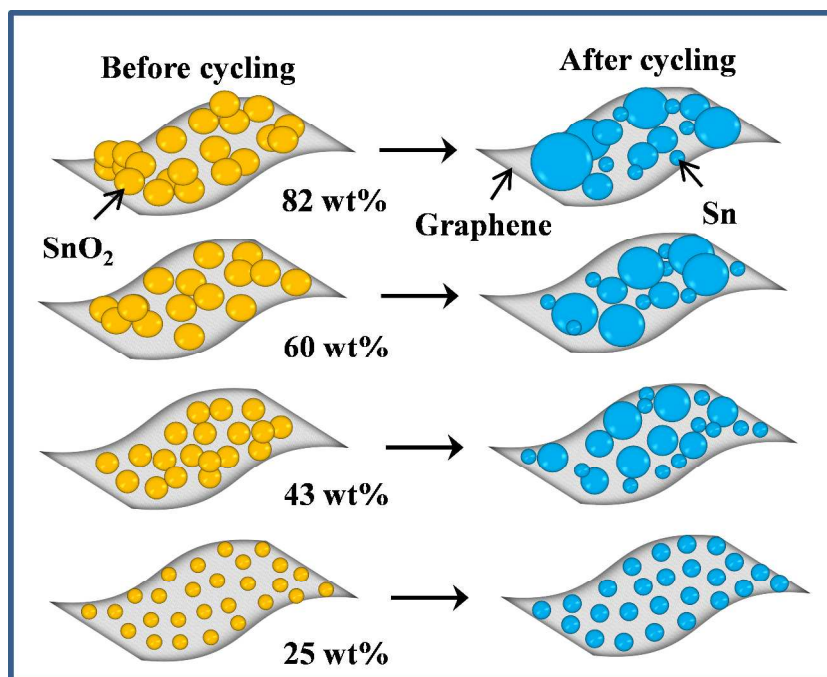 Before cycling
After cycling
82 wt%
Graphene
Sn
SnO₂
60 wt%
43 wt%
25 wt%